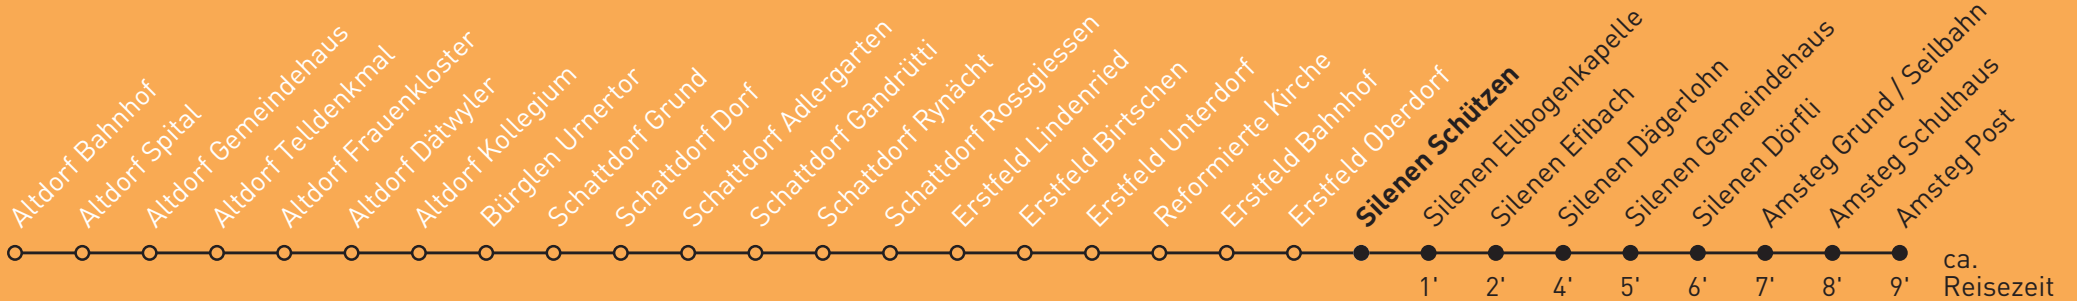 Altdorf Bahnhof
Altdorf Spital
Altdorf Gemeindehaus
Altdorf Telldenkmal
Altdorf Frauenkloster
Altdorf Dätwyler
Altdorf Kollegium
Bürglen Urnertor
Schattdorf Grund
Schattdorf Dorf
Schattdorf Adlergarten
Schattdorf Gandrütti
Schattdorf Rynächt
Schattdorf Rossgiessen
Erstfeld Lindenried
Erstfeld Birtschen
Erstfeld Unterdorf
Reformierte Kirche
Erstfeld Bahnhof
Erstfeld Oberdorf
Silenen Schützen
Silenen Ellbogenkapelle
Silenen Efibach
Silenen Dägerlohn
Silenen Gemeindehaus
Silenen Dörfli
Amsteg Grund / Seilbahn
Amsteg Schulhaus
Amsteg Post
1' 2' 4' 5' 6' 7' 8' 9'
ca.
Reisezeit